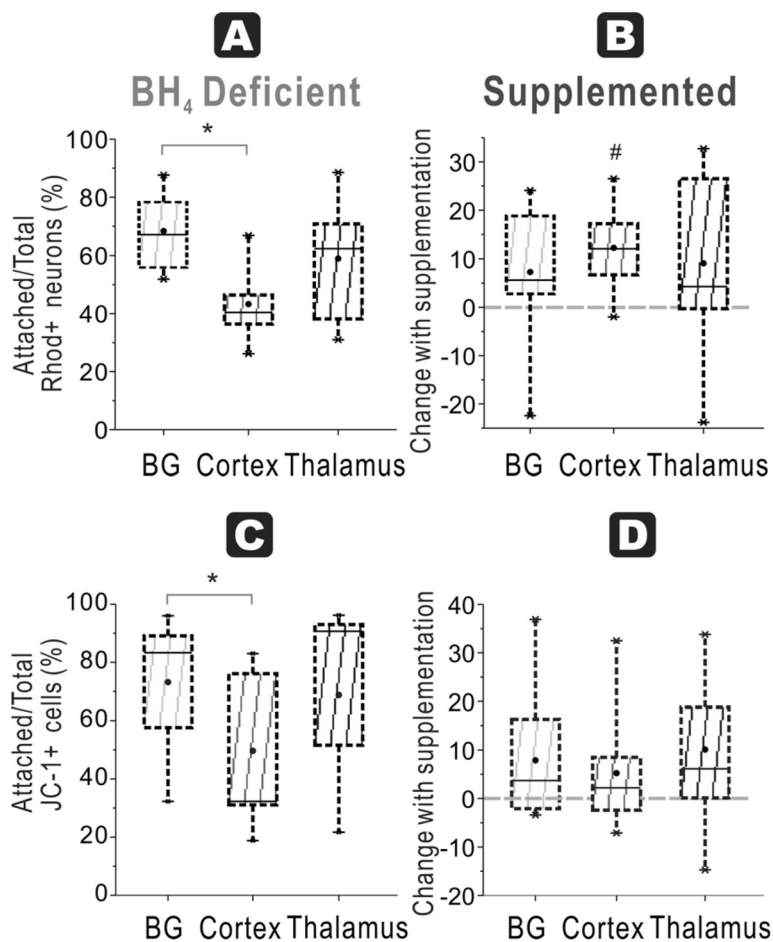 A
B
BH4 Deficient
Supplemented
Attached/Total
Rhod+ neurons (%)
100
80
60
40
20
0
*
BG Cortex Thalamus
Change with supplementation
30
20
10
0
-10
-20
#
BG Cortex Thalamus
C
D
Attached/Total
JC-1+ cells (%)
100
80
60
40
20
0
*
BG Cortex Thalamus
Change with supplementation
40
30
20
10
0
-10
-20
BG Cortex Thalamus